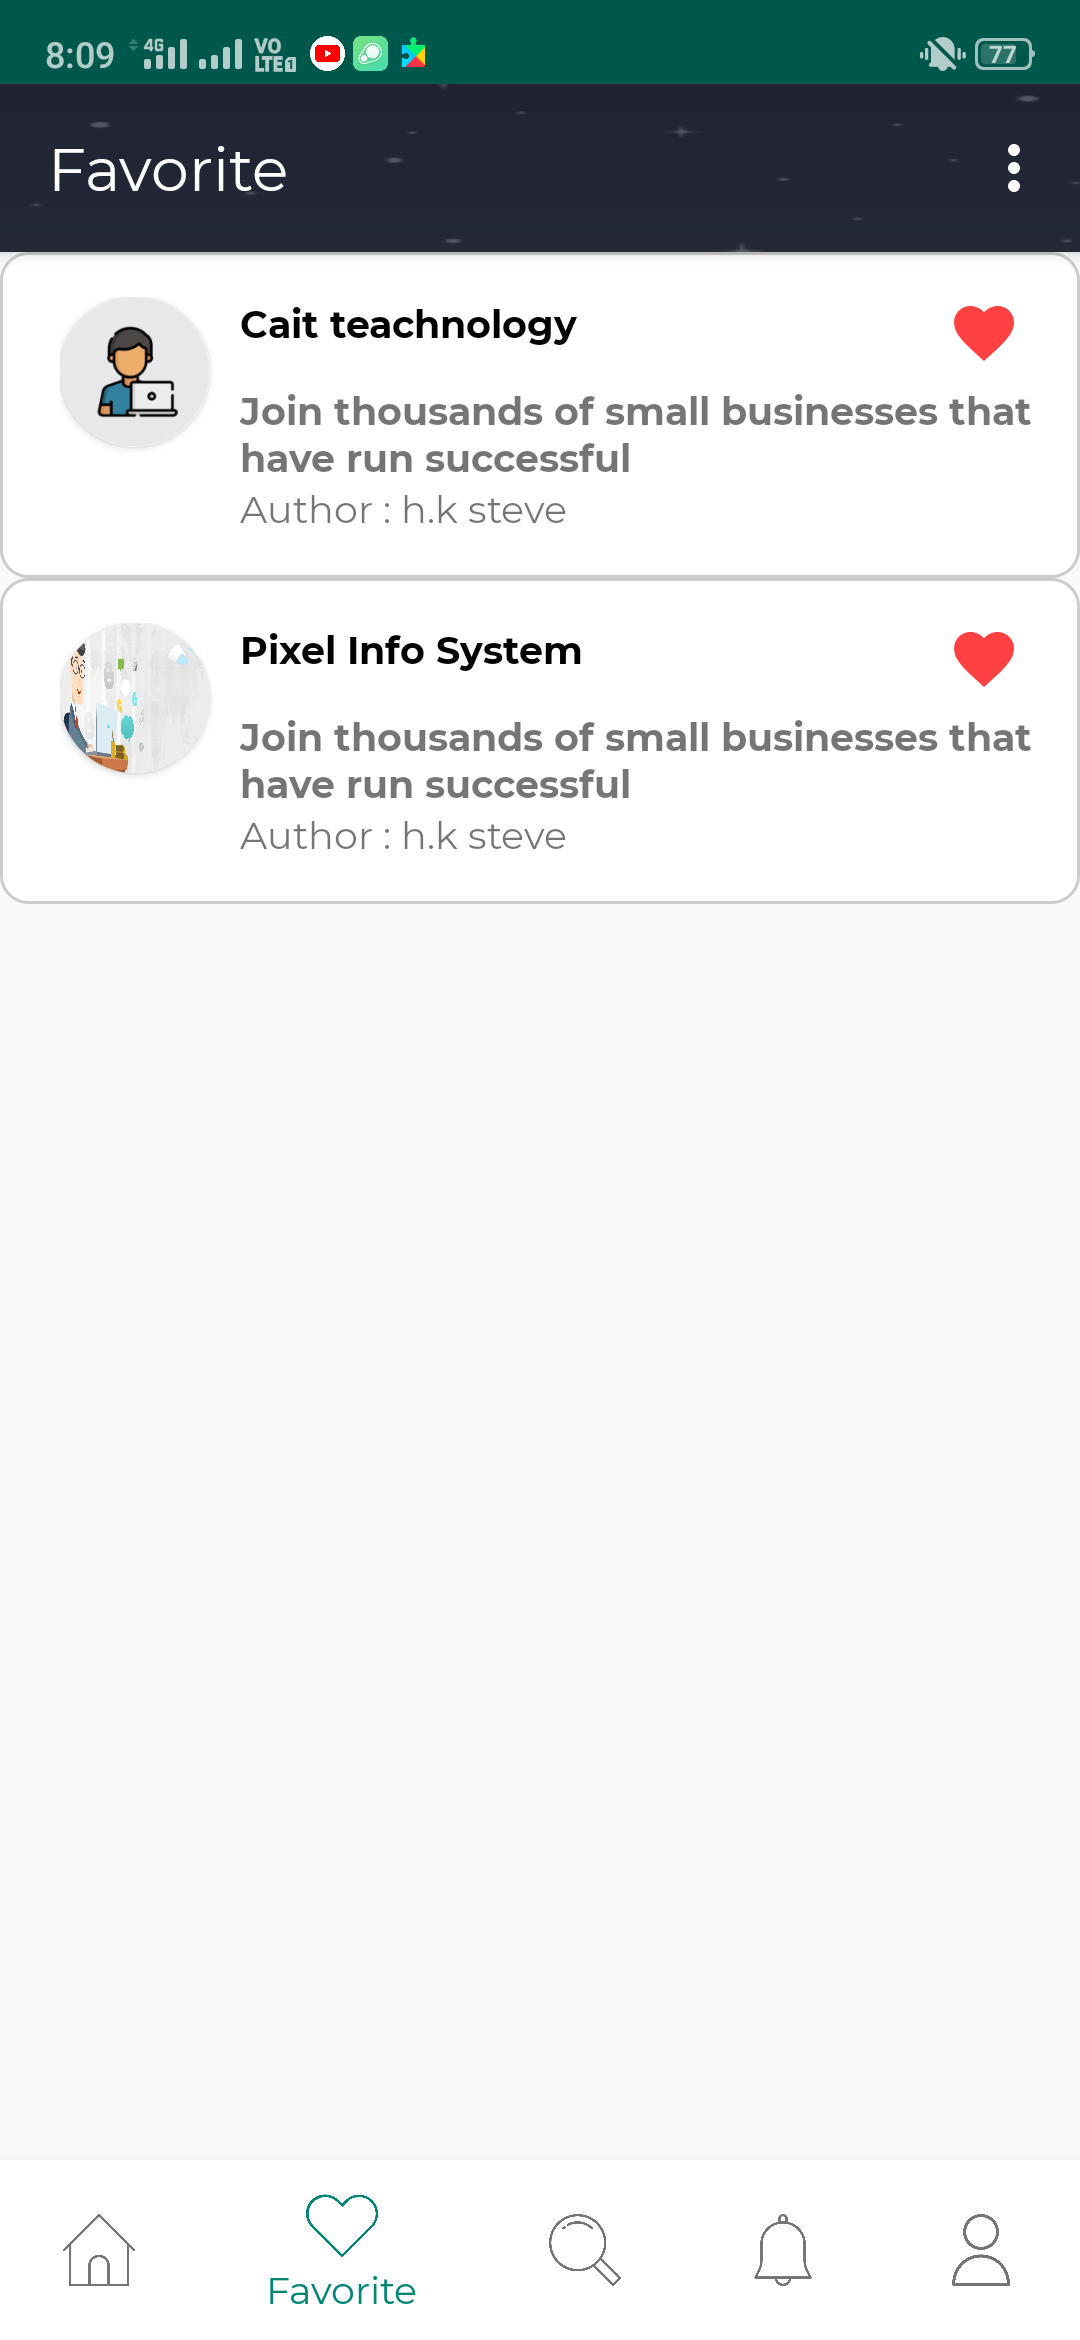 8:09 4G VO LTE1 77
Favorite
Cait teachnology
Join thousands of small businesses that
have run successful
Author : h.k steve
Pixel Info System
Join thousands of small businesses that
have run successful
Author : h.k steve
Favorite